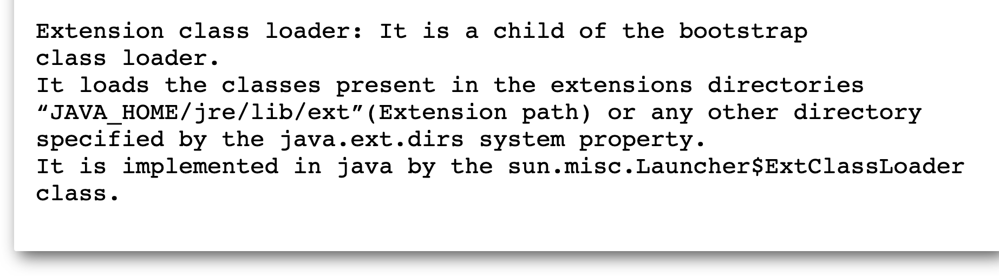 Extension class loader: It is a child of the bootstrap
class loader.
It loads the classes present in the extensions directories
“JAVA_HOME/jre/lib/ext”(Extension path) or any other directory
specified by the java.ext.dirs system property.
It is implemented in java by the sun.misc.Launcher$ExtClassLoader
class.